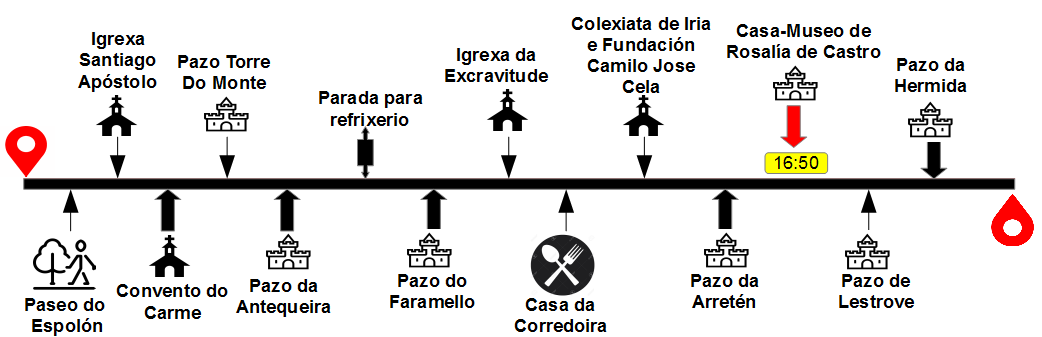 Igrexa
Santiago
Apóstolo
Pazo Torre
Do Monte
Parada para
refrixerio
Igrexa da
Excravitude
Colexiata de Iria
e Fundación
Camilo Jose
Cela
Casa-Museo de
Rosalía de Castro
16:50
Pazo da
Hermida
Paseo do
Espolón
Convento do
Carme
Pazo da
Antequeira
Pazo do
Faramello
Casa da
Corredoira
Pazo da
Arretén
Pazo de
Lestrove